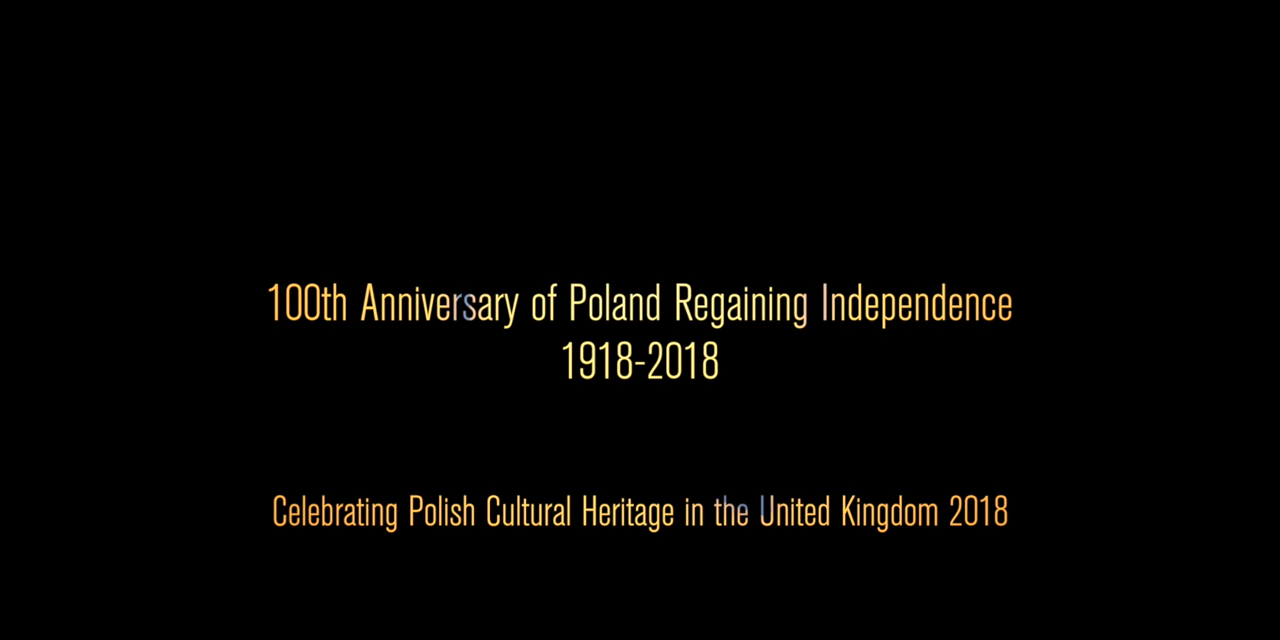 100th Anniversary of Poland Regaining Independence
1918-2018
Celebrating Polish Cultural Heritage in the United Kingdom 2018